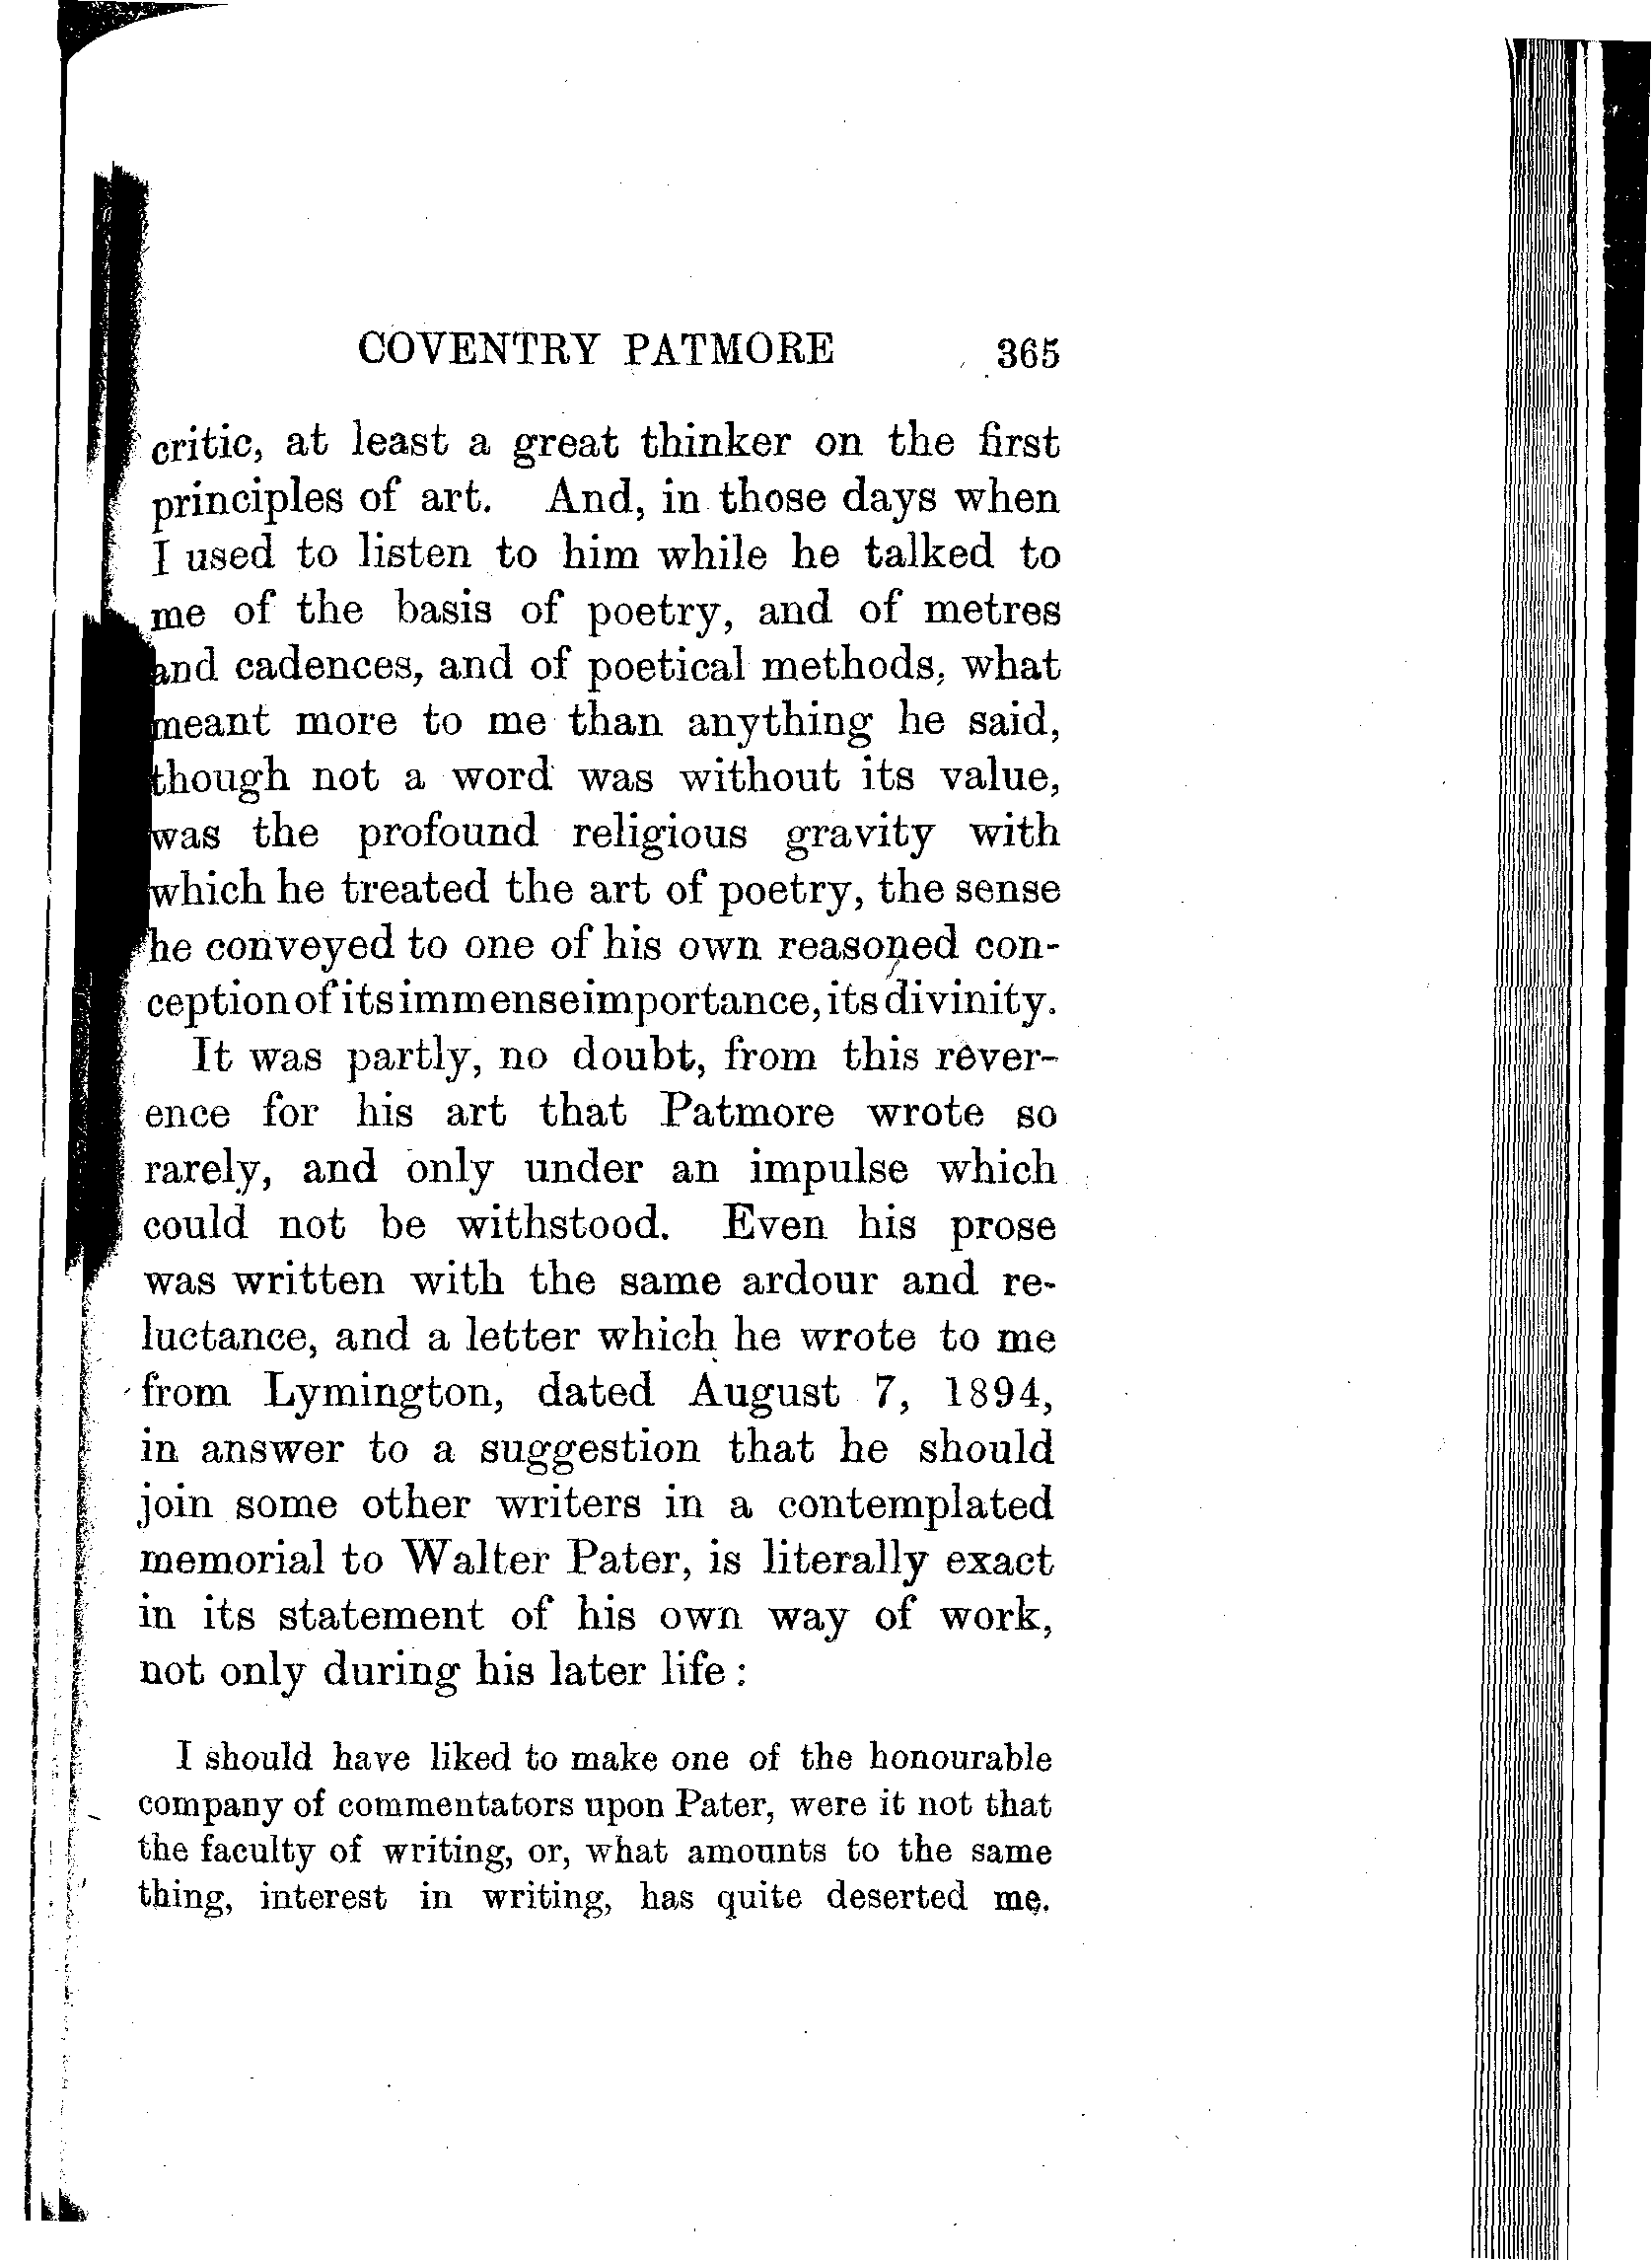 COVENTRY PATMORE 365
critic, at least a great thinker on the first
principles of art. And, in those days when
I used to listen to him while he talked to
me of the basis of poetry, and of metres
and cadences, and of poetical methods, what
meant more to me than anything he said,
though not a word was without its value,
was the profound religious gravity with
which he treated the art of poetry, the sense
he conveyed to one of his own reasoned con-
ception of its immense importance, its divinity.
It was partly, no doubt, from this rever-
ence for his art that Patmore wrote so
rarely, and only under an impulse which
could not be withstood. Even his prose
was written with the same ardour and re-
luctance, and a letter which he wrote to me
from Lymington, dated August 7, 1894,
in answer to a suggestion that he should
join some other writers in a contemplated
memorial to Walter Pater, is literally exact
in its statement of his own way of work,
not only during his later life:
I should have liked to make one of the honourable
company of commentators upon Pater, were it not that
the faculty of writing, or, what amounts to the same
thing, interest in writing, has quite deserted me.